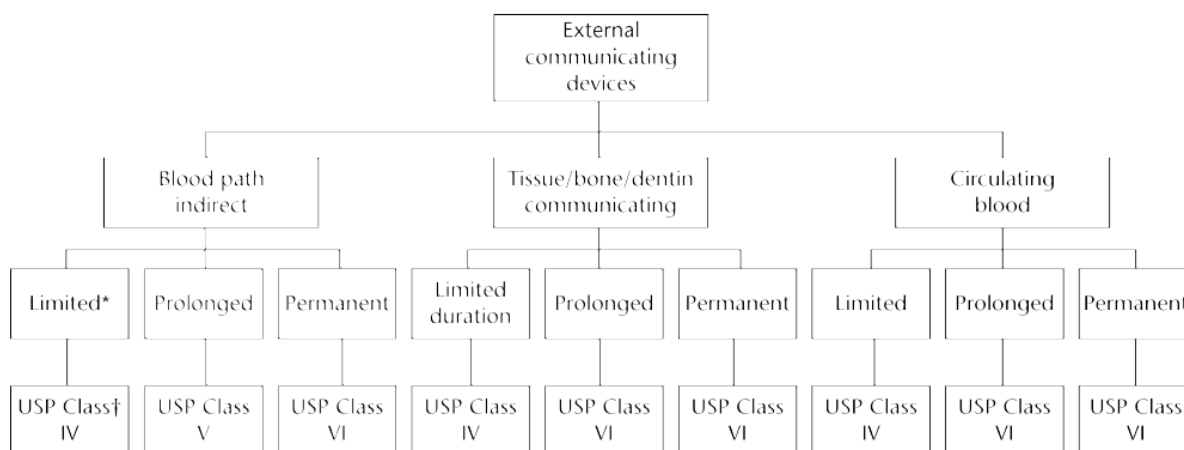 External
communicating
devices
Blood path
indirect
Tissue/bone/dentin
communicating
Circulating
blood
Limited*
Prolonged
Permanent
Limited
duration
Prolonged
Permanent
Limited
Prolonged
Permanent
USP Class†
IV
USP Class
V
USP Class
VI
USP Class
IV
USP Class
VI
USP Class
VI
USP Class
IV
USP Class
VI
USP Class
VI